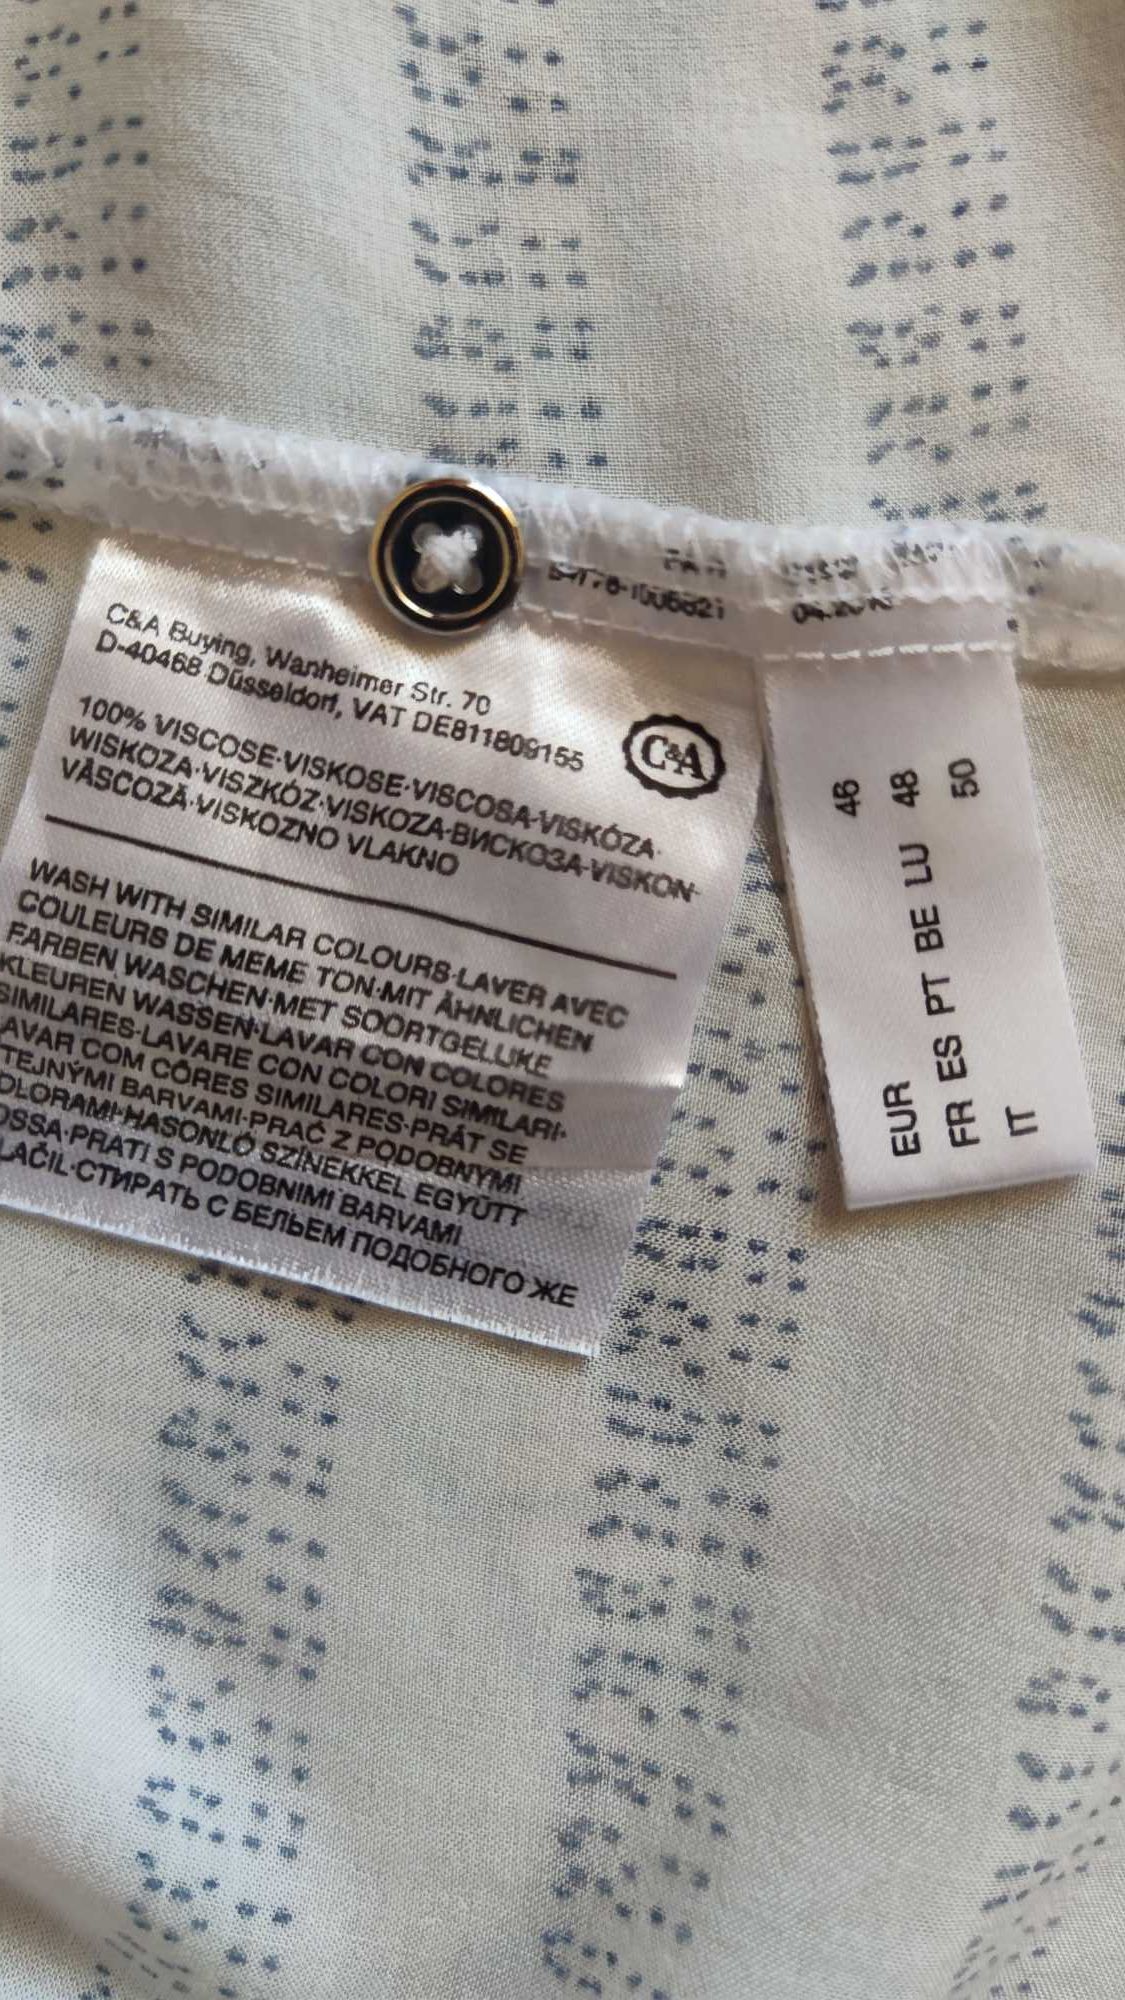 C&A Buying, Wanheimer Str. 70
D-40468 Düsseldorf, VAT DE811809155
C&A
100% VISCOSE·VISKOSE·VISCOSA·VISKÓZA·
WISKOZA·VISZKÓZ·VISKOZA·ВИСКОЗА·VISKON·
VÂSCOZĂ·VISKOZNO VLAKNO
WASH WITH SIMILAR COLOURS·LAVER AVEC
COULEURS DE MEME TON·MIT ÄHNLICHEN
FARBEN WASCHEN·MET SOORTGELIJKE
KLEUREN WASSEN·LAVAR CON COLORES
SIMILARES·LAVARE CON COLORI SIMILARI·
LAVAR COM CÔRES SIMILARES·PRÁT SE
STEJNÝMI BARVAMI·PRAĆ Z PODOBNYMI
OLORAMI·HASONLÓ SZÍNEKKEL EGYÜTT
OSSA·PRATI S PODOBNIMI BARVAMI
LAČIL·СТИРАТЬ С БЕЛЬЕМ ПОДОБНОГО ЖЕ
EUR 46
FR ES PT BE LU 48
IT 50